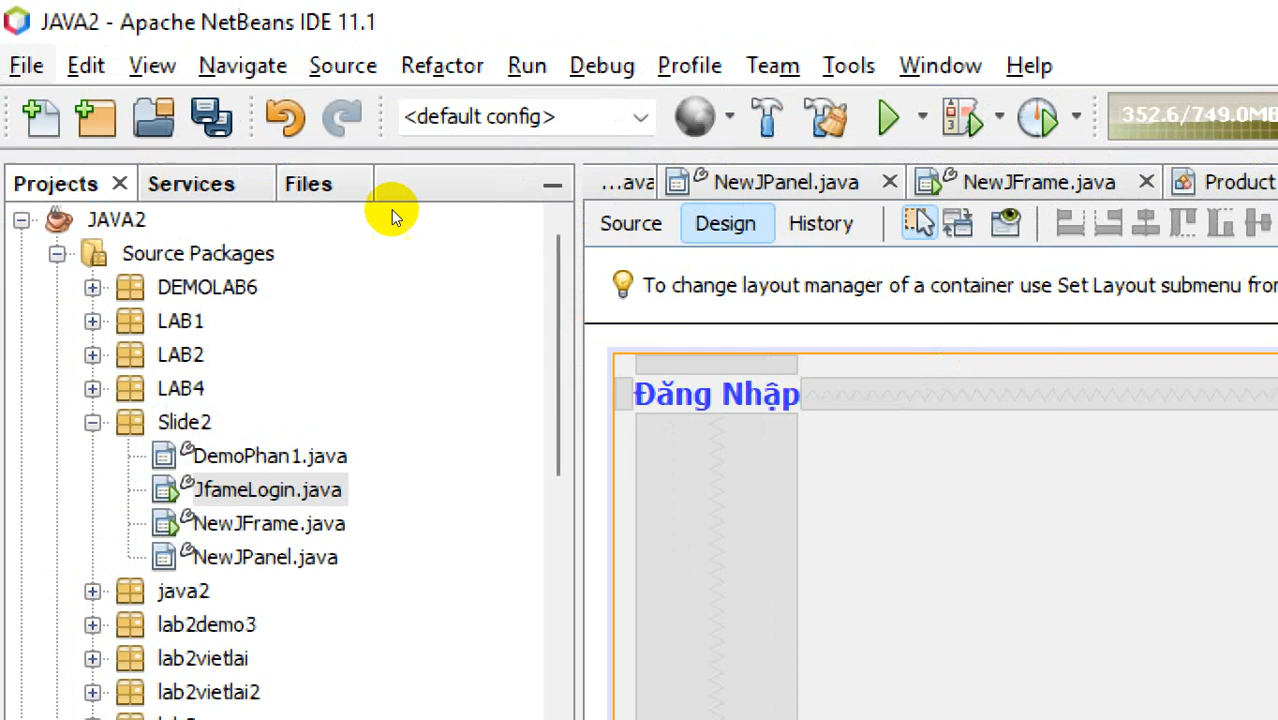 JAVA2 - Apache NetBeans IDE 11.1
File Edit View Navigate Source Refactor Run Debug Profile Team Tools Window Help
<default config> 352.6/749.0MB
Projects Services Files
...ava NewJPanel.java NewJFrame.java Product
Source Design History
To change layout manager of a container use Set Layout submenu from
Đăng Nhập
JAVA2
Source Packages
DEMOLAB6
LAB1
LAB2
LAB4
Slide2
DemoPhan1.java
JfameLogin.java
NewJFrame.java
NewJPanel.java
java2
lab2demo3
lab2vietlai
lab2vietlai2